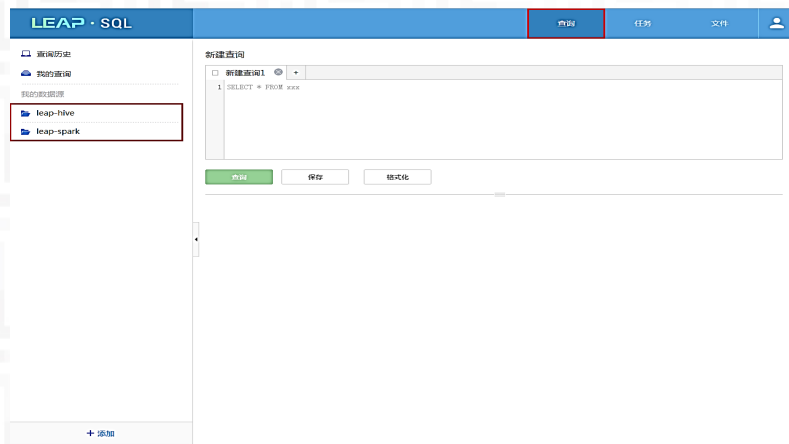 LEAP · SQL
查询
任务
文件
查询历史
我的查询
我的数据源
leap-hive
leap-spark
新建查询
新建查询1
+
1 SELECT * FROM xxx
查询
保存
格式化
+ 添加